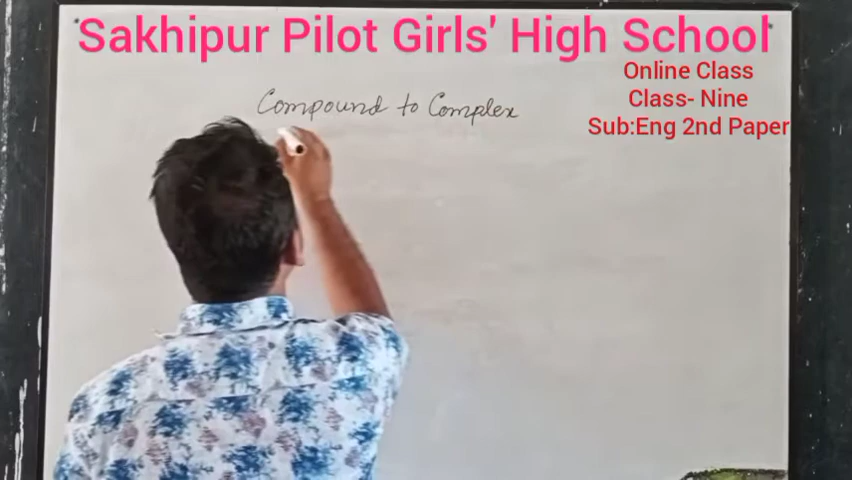 Sakhipur Pilot Girls' High School
Online Class
Class- Nine
Sub:Eng 2nd Paper
Compound to Complex